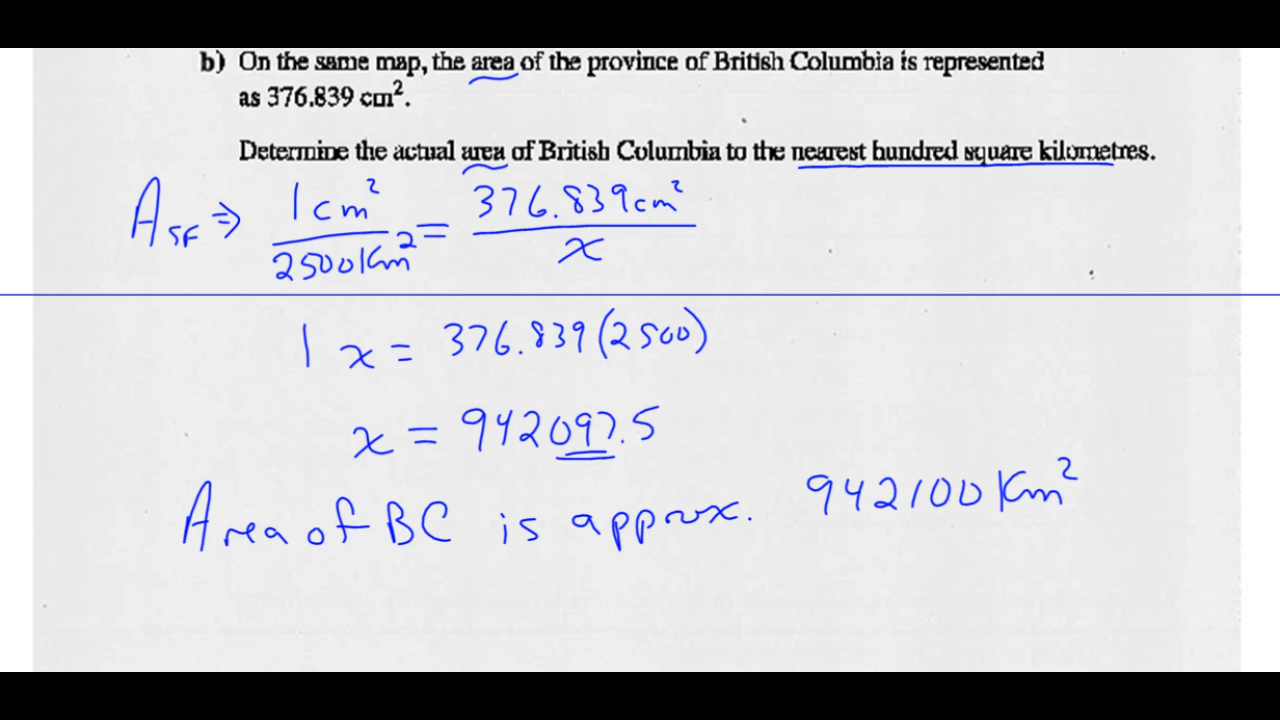 b) On the same map, the area of the province of British Columbia is represented
as 376.839 cm².
Determine the actual area of British Columbia to the nearest hundred square kilometres.
A_SF ⇒ 1 cm² / 2500 Km² = 376.839 cm² / x
1 x = 376.839 (2500)
x = 942097.5
Area of BC is approx. 942100 Km²